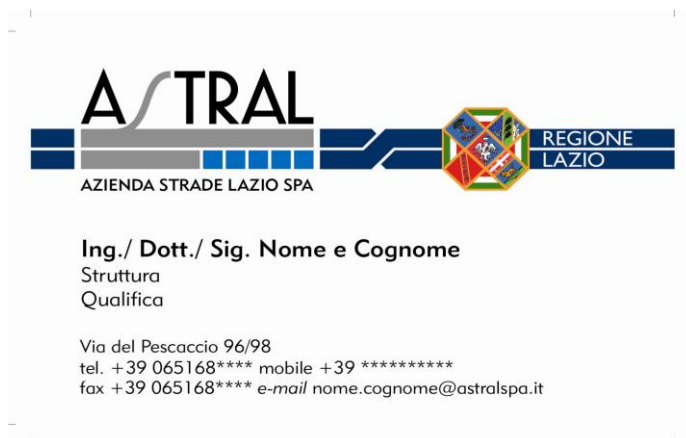 ASTRAL
REGIONE
LAZIO
AZIENDA STRADE LAZIO SPA
Ing./ Dott./ Sig. Nome e Cognome
Struttura
Qualifica
Via del Pescaccio 96/98
tel. +39 065168**** mobile +39 **********
fax +39 065168**** e-mail nome.cognome@astralspa.it